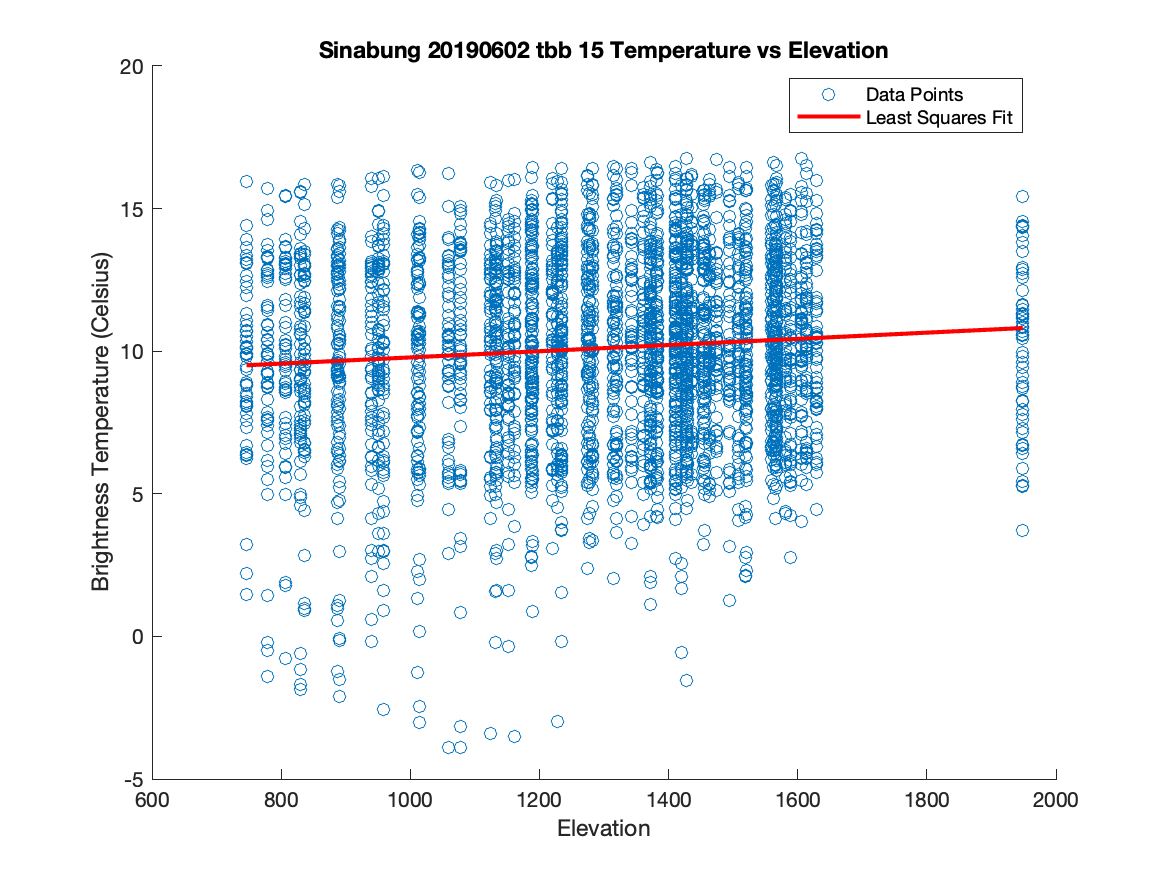 Sinabung 20190602 tbb 15 Temperature vs Elevation
Data Points
Least Squares Fit
Brightness Temperature (Celsius)
20
15
10
5
0
-5
600 800 1000 1200 1400 1600 1800 2000
Elevation